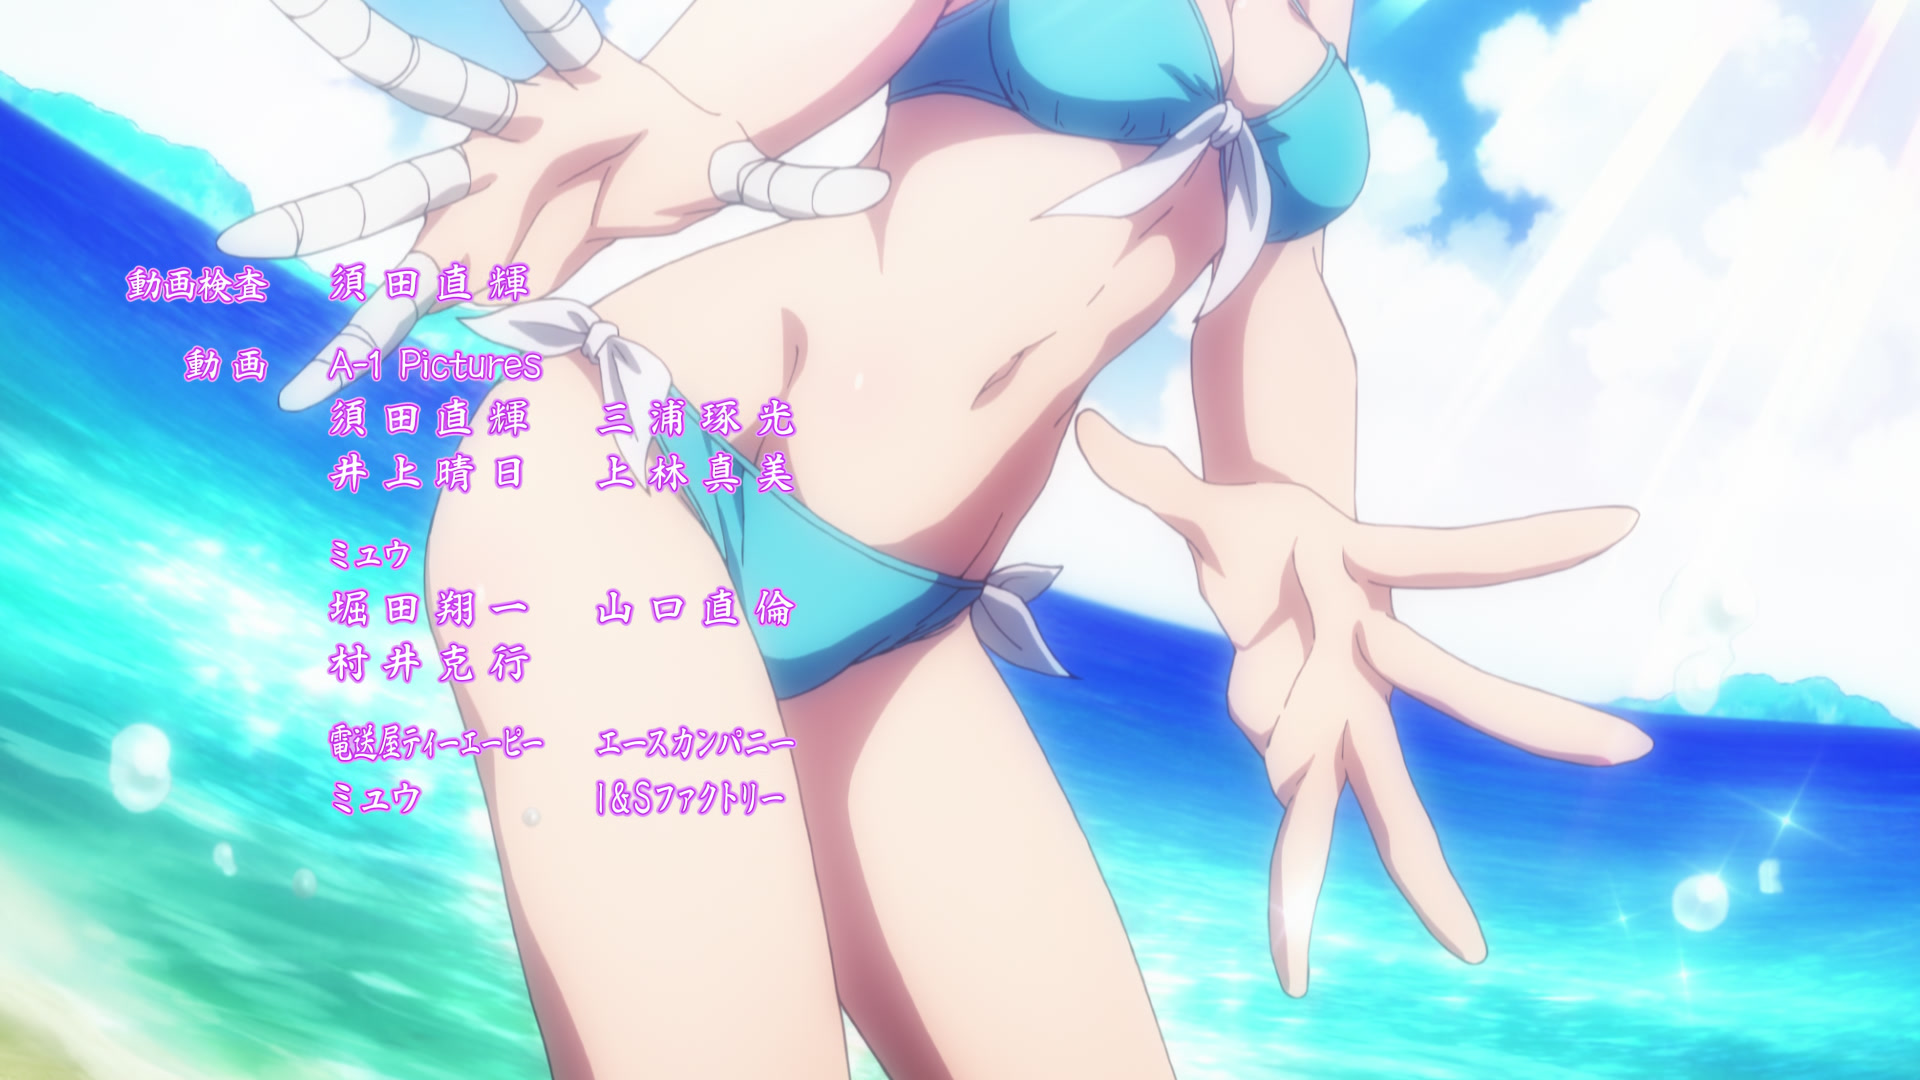 動画検査 須田直輝
動画 A-1 Pictures
須田直輝 三浦琢光
井上晴日 上林真美
ミュウ
堀田翔一 山口直倫
村井克行
電送屋ティーエーピー エースカンパニー
ミユウ I&Sファクトリー